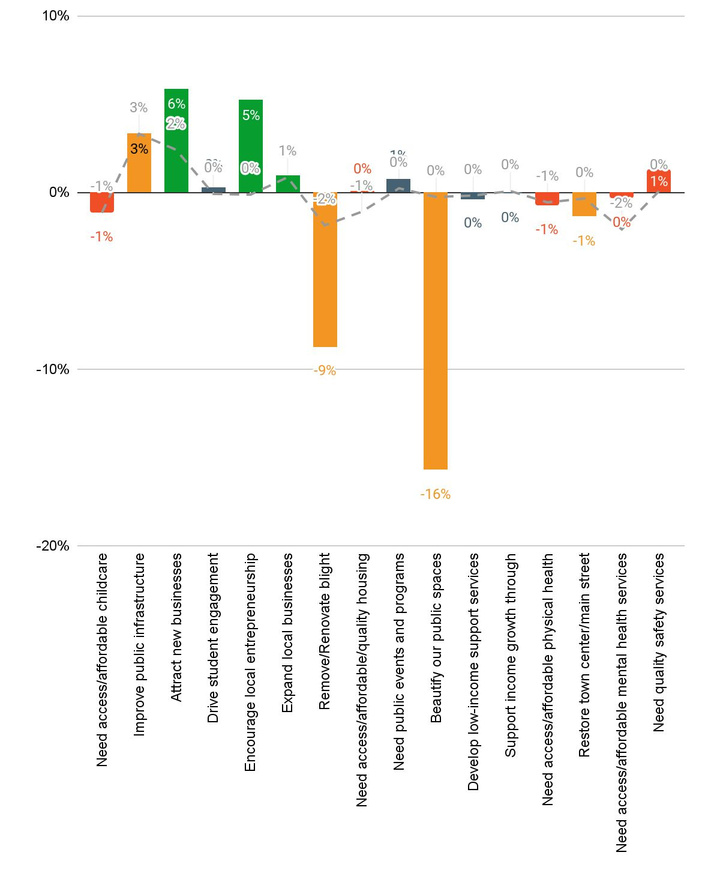 10%
0%
-10%
-20%
-1%
-1%
3%
3%
6%
2%
0%
5%
0%
1%
-2%
-9%
0%
-1%
1%
0%
0%
-16%
0%
0%
0%
0%
-1%
-1%
0%
-1%
-2%
0%
0%
1%
Need access/affordable childcare
Improve public infrastructure
Attract new businesses
Drive student engagement
Encourage local entrepreneurship
Expand local businesses
Remove/Renovate blight
Need access/affordable/quality housing
Need public events and programs
Beautify our public spaces
Develop low-income support services
Support income growth through
Need access/affordable physical health
Restore town center/main street
Need access/affordable mental health services
Need quality safety services